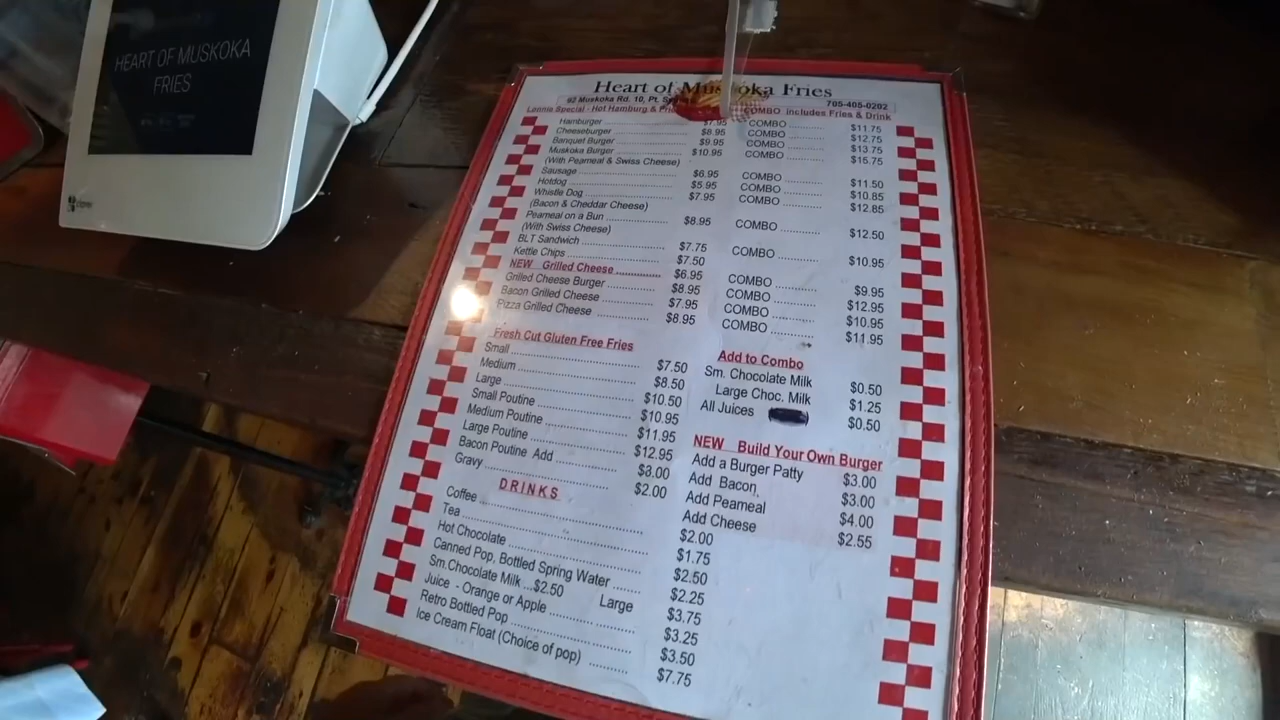 HEART OF MUSKOKA
FRIES
Heart of Muskoka Fries
92 Muskoka Rd. 10, Pt. 705-405-0202
Lannie Special - Hot Hamburg & COMBO includes Fries & Drink
Hamburger ........ $7.95 COMBO ........ $11.75
Cheeseburger ........ $8.95 COMBO ........ $12.75
Banquet Burger ........ $9.95 COMBO ........ $13.75
Muskoka Burger ........ $10.95 COMBO ........ $15.75
(With Peameal & Swiss Cheese)
Sausage ........ $6.95 COMBO ........ $11.50
Hotdog ........ $5.95 COMBO ........ $10.85
Whistle Dog ........ $7.95 COMBO ........ $12.85
(Bacon & Cheddar Cheese)
Peameal on a Bun ........ $8.95 COMBO ........ $12.50
(With Swiss Cheese)
BLT Sandwich ........ $7.75 COMBO ........ $10.95
Kettle Chips ........ $7.50
NEW Grilled Cheese ........ $6.95 COMBO ........ $9.95
Grilled Cheese Burger ........ $8.95 COMBO ........ $12.95
Bacon Grilled Cheese ........ $7.95 COMBO ........ $10.95
Pizza Grilled Cheese ........ $8.95 COMBO ........ $11.95
Fresh Cut Gluten Free Fries
Small ........ $7.50
Medium ........ $8.50
Large ........ $10.50
Small Poutine ........ $10.95
Medium Poutine ........ $11.95
Large Poutine ........ $12.95
Bacon Poutine Add ........ $3.00
Gravy ........ $2.00
Add to Combo
Sm. Chocolate Milk $0.50
Large Choc. Milk $1.25
All Juices $0.50
NEW Build Your Own Burger
Add a Burger Patty $3.00
Add Bacon $3.00
Add Peameal $4.00
Add Cheese $2.55
DRINKS
Coffee ........ $2.00
Tea ........ $1.75
Hot Chocolate ........ $2.50
Canned Pop, Bottled Spring Water ........ $2.25
Sm.Chocolate Milk ...$2.50 Large $3.75
Juice - Orange or Apple ........ $3.25
Retro Bottled Pop ........ $3.50
Ice Cream Float (Choice of pop) ........ $7.75